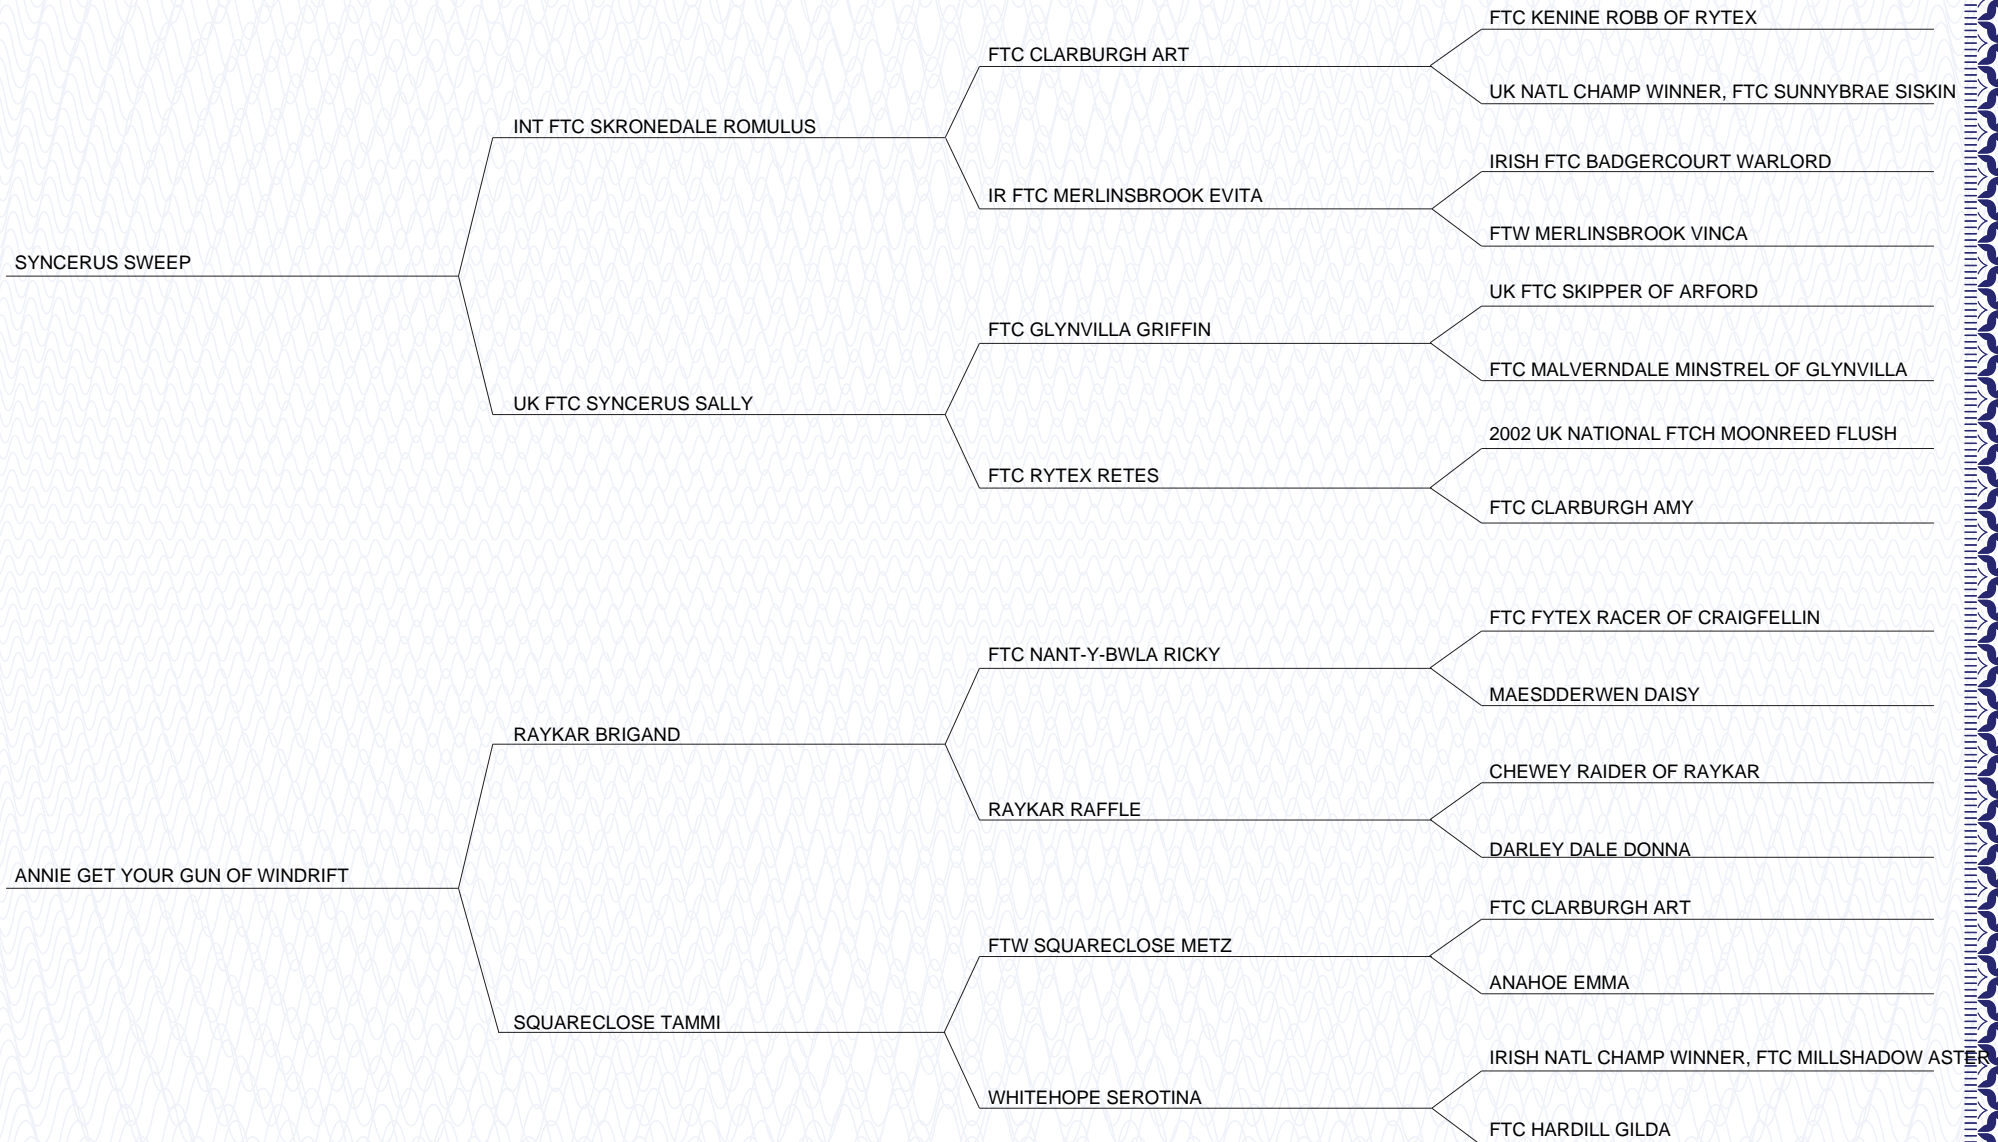 FTC KENINE ROBB OF RYTEX
FTC CLARBURGH ART
UK NATL CHAMP WINNER, FTC SUNNYBRAE SISKIN
INT FTC SKRONEDALE ROMULUS
IRISH FTC BADGERCOURT WARLORD
IR FTC MERLINSBROOK EVITA
FTW MERLINSBROOK VINCA
SYNCERUS SWEEP
UK FTC SKIPPER OF ARFORD
FTC GLYNVILLA GRIFFIN
FTC MALVERNDALE MINSTREL OF GLYNVILLA
UK FTC SYNCERUS SALLY
2002 UK NATIONAL FTCH MOONREED FLUSH
FTC RYTEX RETES
FTC CLARBURGH AMY
FTC FYTEX RACER OF CRAIGFELLIN
FTC NANT-Y-BWLA RICKY
MAESDDERWEN DAISY
RAYKAR BRIGAND
CHEWEY RAIDER OF RAYKAR
RAYKAR RAFFLE
DARLEY DALE DONNA
ANNIE GET YOUR GUN OF WINDRIFT
FTC CLARBURGH ART
FTW SQUARECLOSE METZ
ANAHOE EMMA
SQUARECLOSE TAMMI
IRISH NATL CHAMP WINNER, FTC MILLSHADOW ASTER
WHITEHOPE SEROTINA
FTC HARDILL GILDA